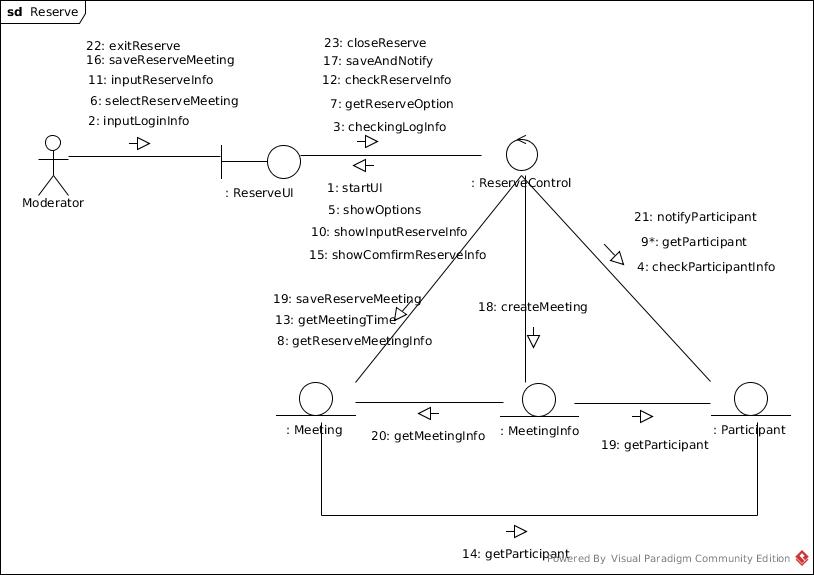 sd Reserve
22: exitReserve
16: saveReserveMeeting
11: inputReserveInfo
6: selectReserveMeeting
2: inputLoginInfo
23: closeReserve
17: saveAndNotify
12: checkReserveInfo
7: getReserveOption
3: checkingLogInfo
Moderator
: ReserveUI
: ReserveControl
1: startUI
5: showOptions
10: showInputReserveInfo
15: showComfirmReserveInfo
21: notifyParticipant
9*: getParticipant
4: checkParticipantInfo
19: saveReserveMeeting
13: getMeetingTime
8: getReserveMeetingInfo
18: createMeeting
: Meeting
: MeetingInfo
: Participant
20: getMeetingInfo
19: getParticipant
14: getParticipant
Powered By Visual Paradigm Community Edition